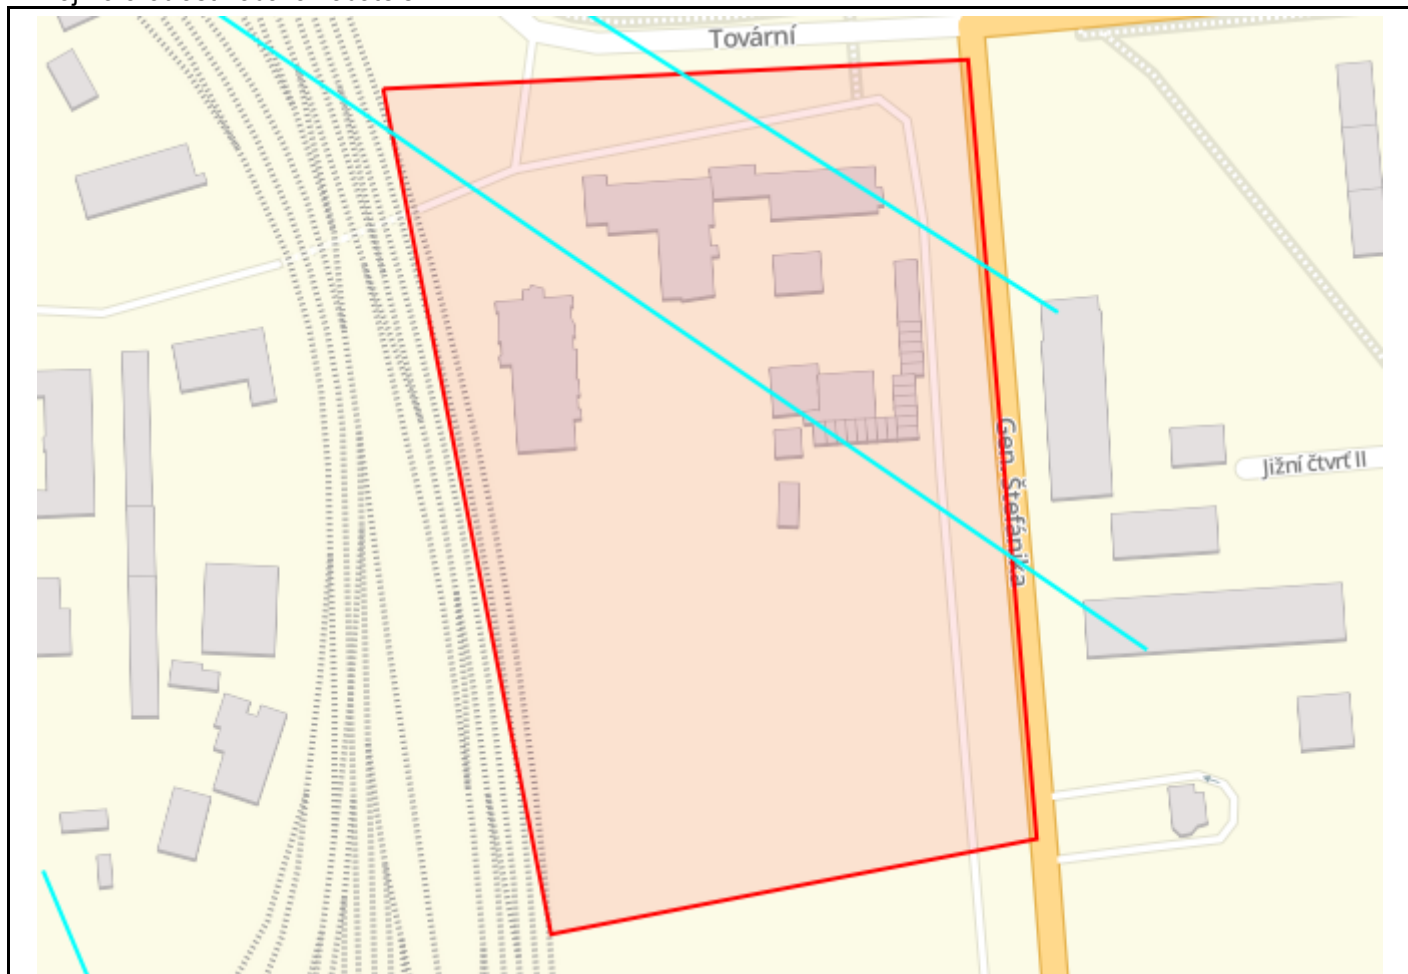 Tovární
Gen. Štefánika
Jižní čtvrť II